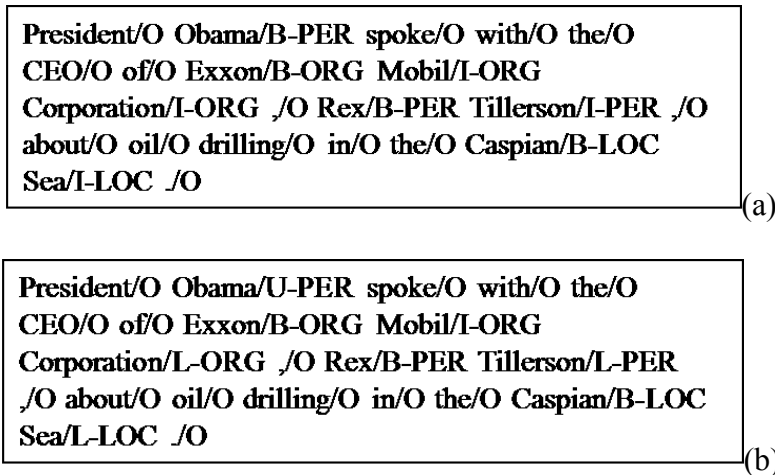 President/O Obama/B-PER spoke/O with/O the/O
CEO/O of/O Exxon/B-ORG Mobil/I-ORG
Corporation/I-ORG ,/O Rex/B-PER Tillerson/I-PER ,/O
about/O oil/O drilling/O in/O the/O Caspian/B-LOC
Sea/I-LOC ./O
(a)
President/O Obama/U-PER spoke/O with/O the/O
CEO/O of/O Exxon/B-ORG Mobil/I-ORG
Corporation/L-ORG ,/O Rex/B-PER Tillerson/L-PER
,/O about/O oil/O drilling/O in/O the/O Caspian/B-LOC
Sea/L-LOC ./O
(b)